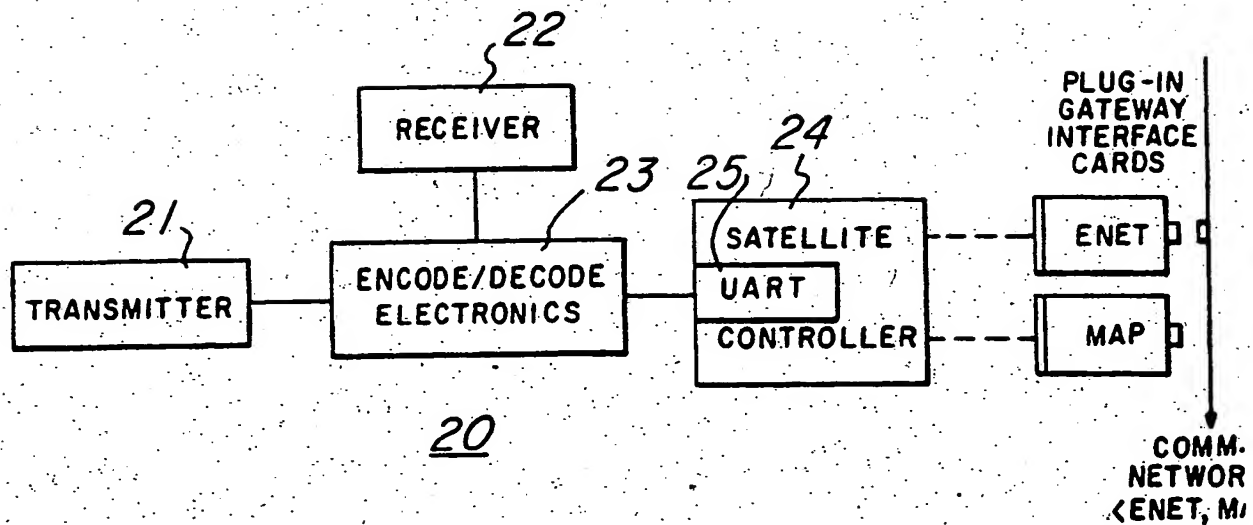 22
RECEIVER
21
TRANSMITTER
23
ENCODE/DECODE
ELECTRONICS
25
24
SATELLITE
UART
CONTROLLER
PLUG-IN
GATEWAY
INTERFACE
CARDS
ENET
MAP
COMM.
NETWOR
<ENET, M
20